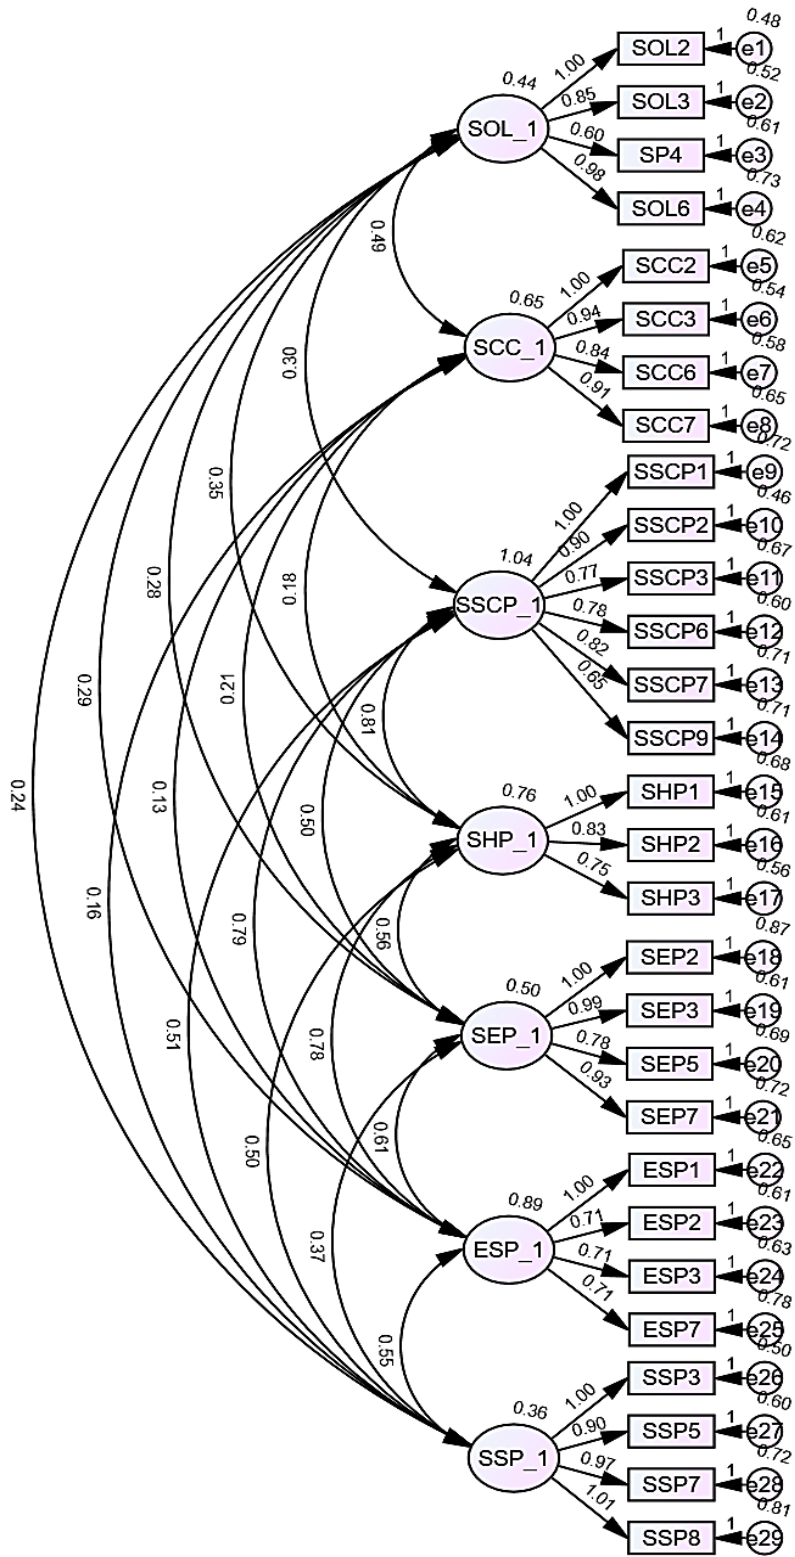 0.48
SOL2 1 e1
1.00
0.52
0.44
0.85
SOL3 1 e2
SOL_1
0.61
0.60
SP4 1 e3
0.73
0.98
SOL6 1 e4
0.62
0.49
SCC2 1 e5
1.00
0.54
0.65
0.94
SCC3 1 e6
0.58
SCC_1
0.84
SCC6 1 e7
0.30
0.65
0.91
SCC7 1 e8
0.72
SSCP1 1 e9
0.35
0.46
1.00
SSCP2 1 e10
0.90
0.67
1.04
0.77
SSCP3 1 e11
0.28
0.18
0.60
SSCP_1
0.78
SSCP6 1 e12
0.71
0.82
SSCP7 1 e13
0.29
0.21
0.65
0.71
0.81
SSCP9 1 e14
0.68
0.24
0.13
0.76
1.00
SHP1 1 e15
0.61
0.50
0.83
SHP_1
SHP2 1 e16
0.56
0.75
SHP3 1 e17
0.16
0.79
0.87
0.56
SEP2 1 e18
1.00
0.61
0.50
0.99
SEP3 1 e19
0.51
0.78
0.69
SEP_1
0.78
SEP5 1 e20
0.72
0.93
SEP7 1 e21
0.65
0.50
0.61
ESP1 1 e22
1.00
0.61
0.89
0.71
ESP2 1 e23
0.37
0.63
ESP_1
0.71
ESP3 1 e24
0.78
0.71
ESP7 1 e25
0.50
0.55
SSP3 1 e26
1.00
0.60
0.36
0.90
SSP5 1 e27
0.72
SSP_1
0.97
SSP7 1 e28
0.81
1.01
SSP8 1 e29